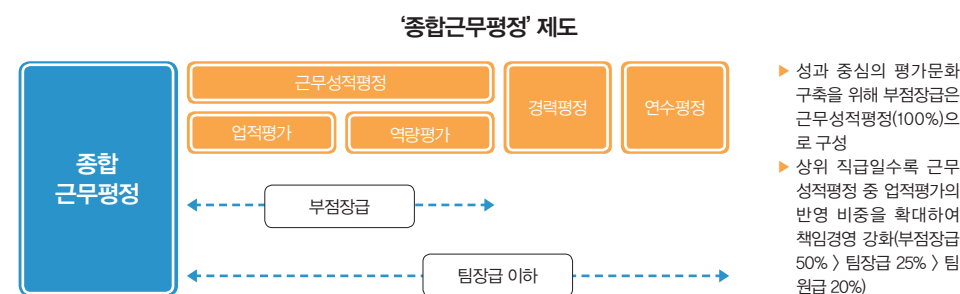 ‘종합근무평정’ 제도
종합
근무평정
근무성적평정
업적평가
역량평가
경력평정
연수평정
부점장급
팀장급 이하
▶ 성과 중심의 평가문화
구축을 위해 부점장급은
근무성적평정(100%)으
로 구성
▶ 상위 직급일수록 근무
성적평정 중 업적평가의
반영 비중을 확대하여
책임경영 강화(부점장급
50% 〉 팀장급 25% 〉 팀
원급 20%)